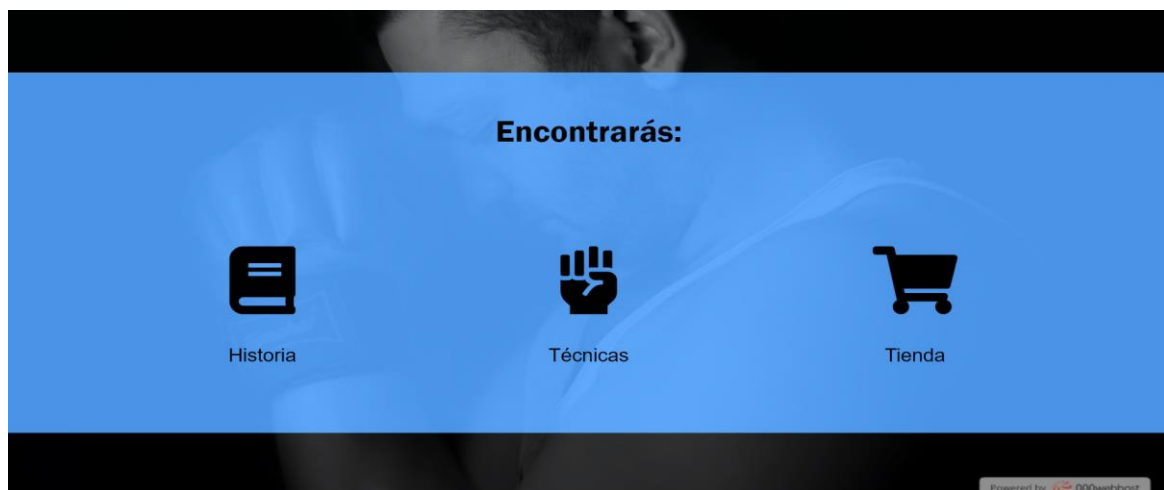 Encontrarás:
Historia
Técnicas
Tienda
Powered by 000webhost